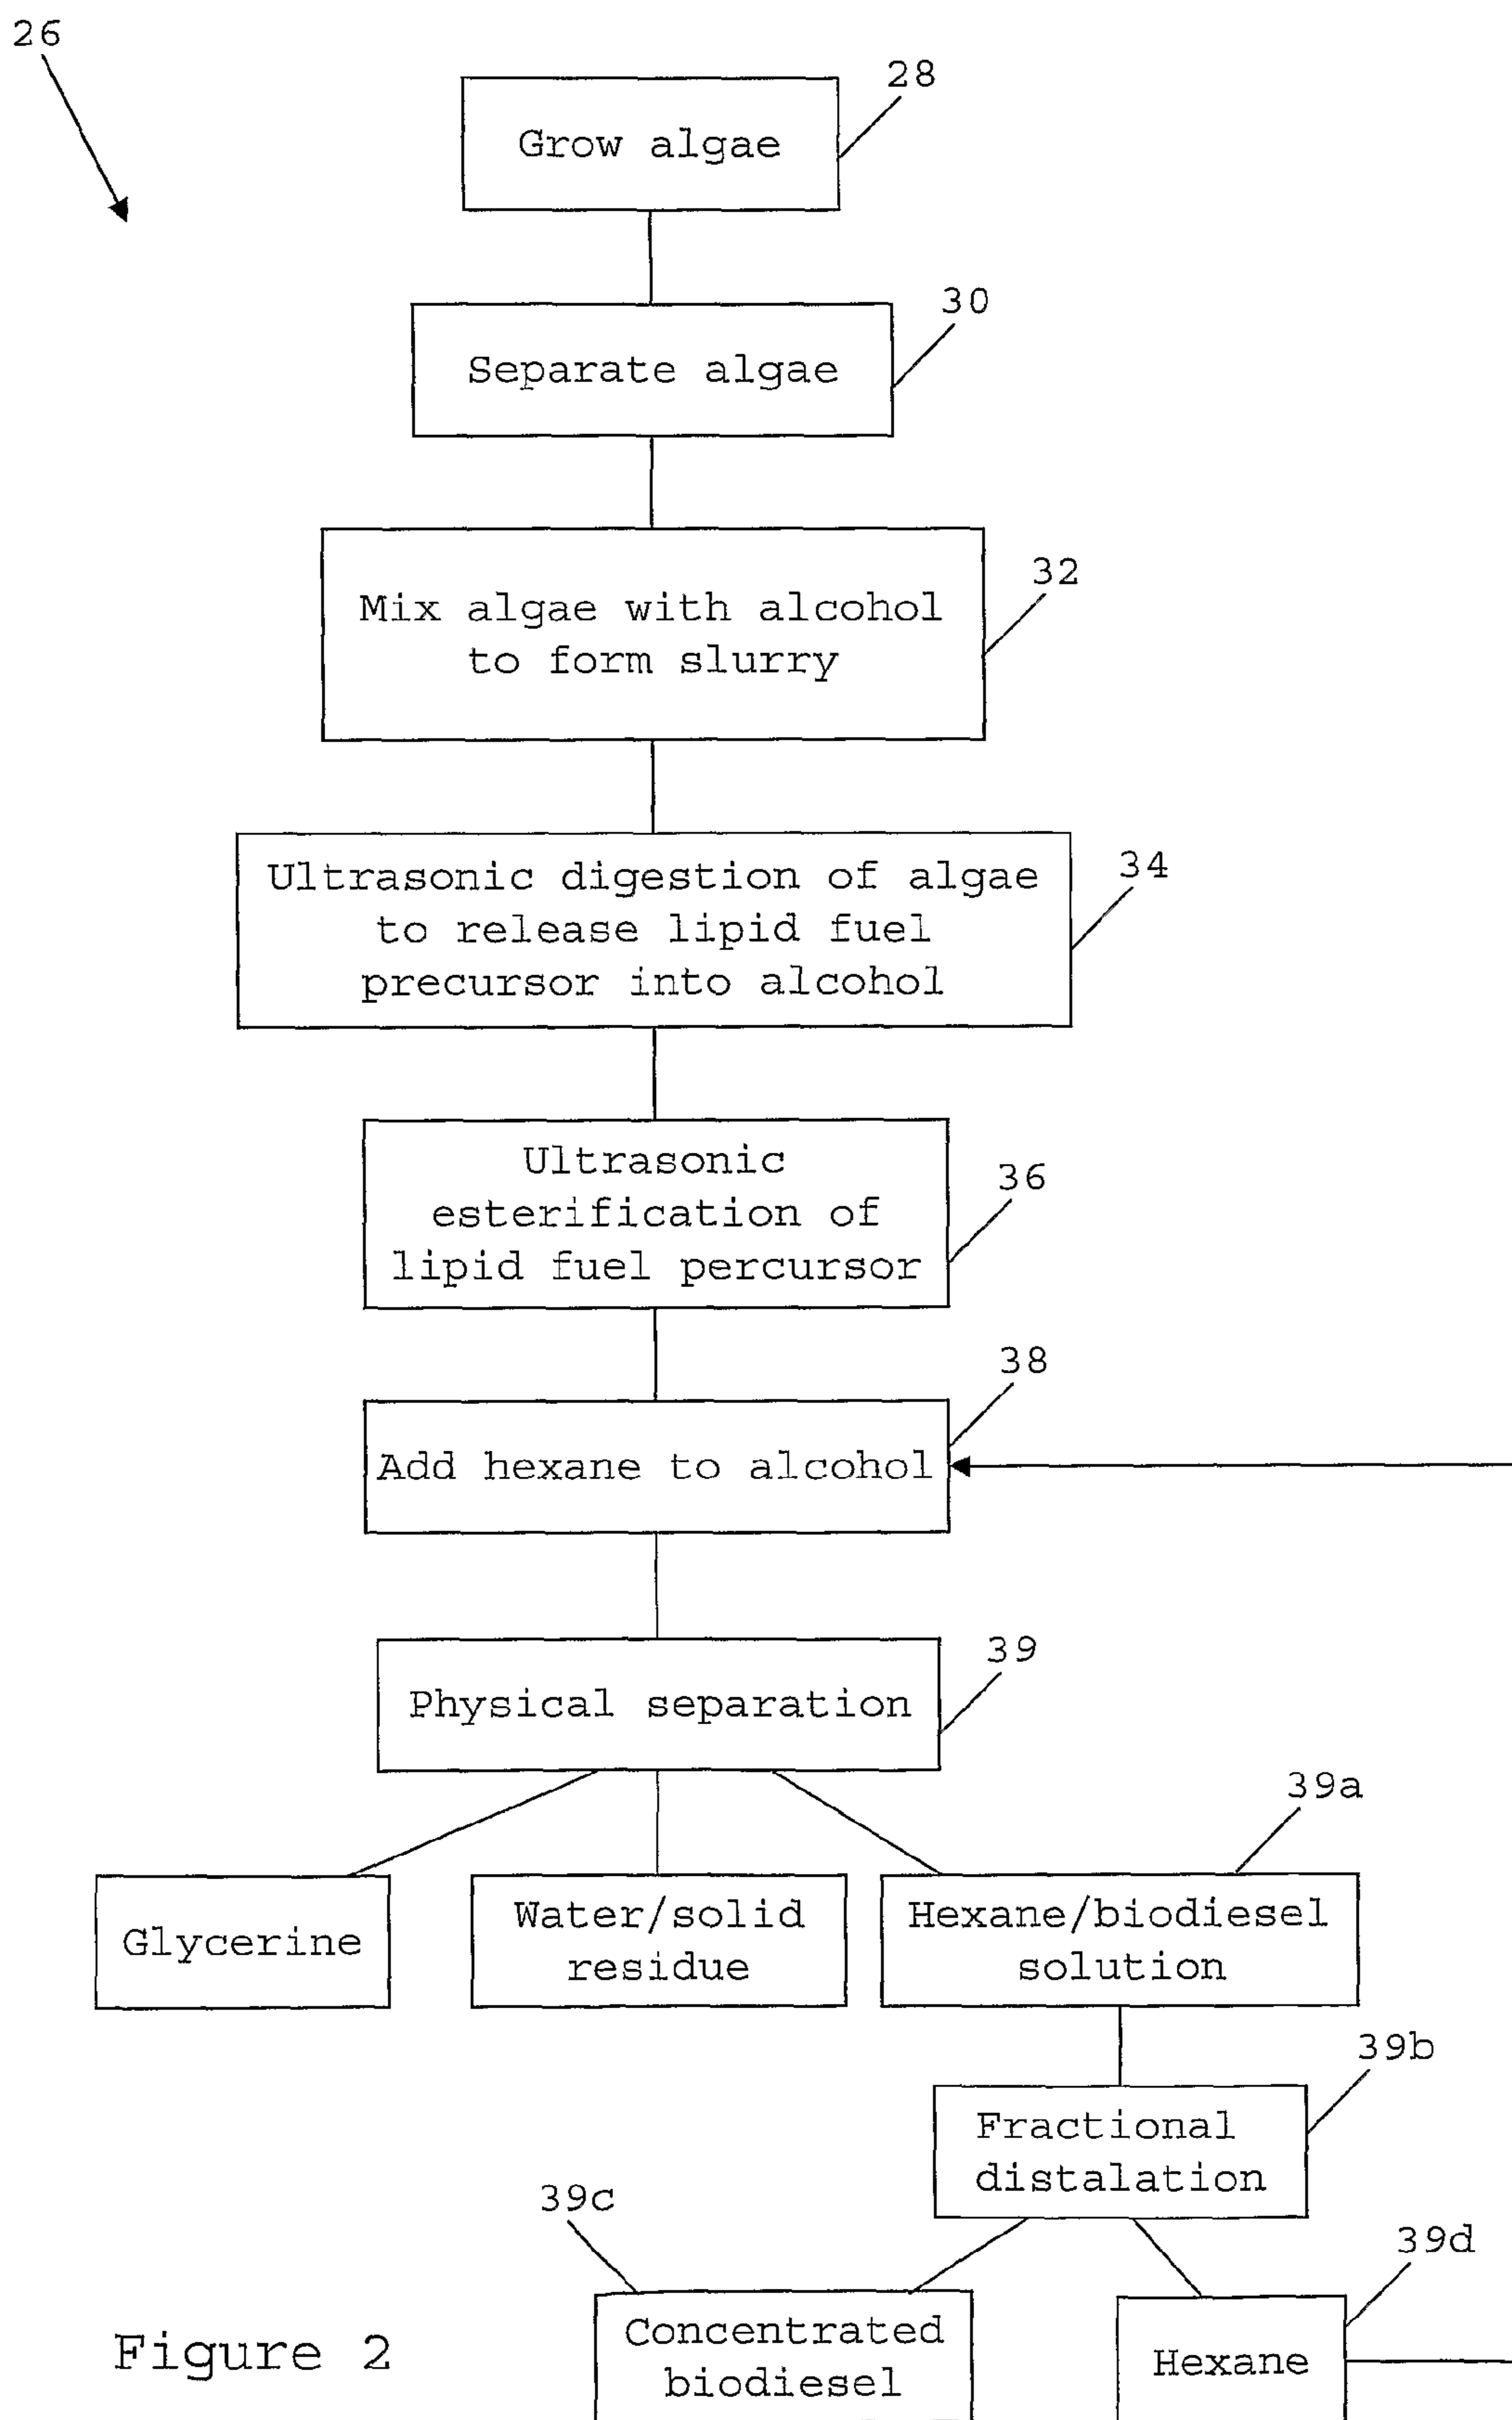 26
28
Grow algae
30
Separate algae
32
Mix algae with alcohol
to form slurry
34
Ultrasonic digestion of algae
to release lipid fuel
precursor into alcohol
36
Ultrasonic
esterification of
lipid fuel percursor
38
Add hexane to alcohol
39
Physical separation
39a
Glycerine
Water/solid
residue
Hexane/biodiesel
solution
39b
Fractional
distalation
39c
39d
Concentrated
biodiesel
Hexane
Figure 2